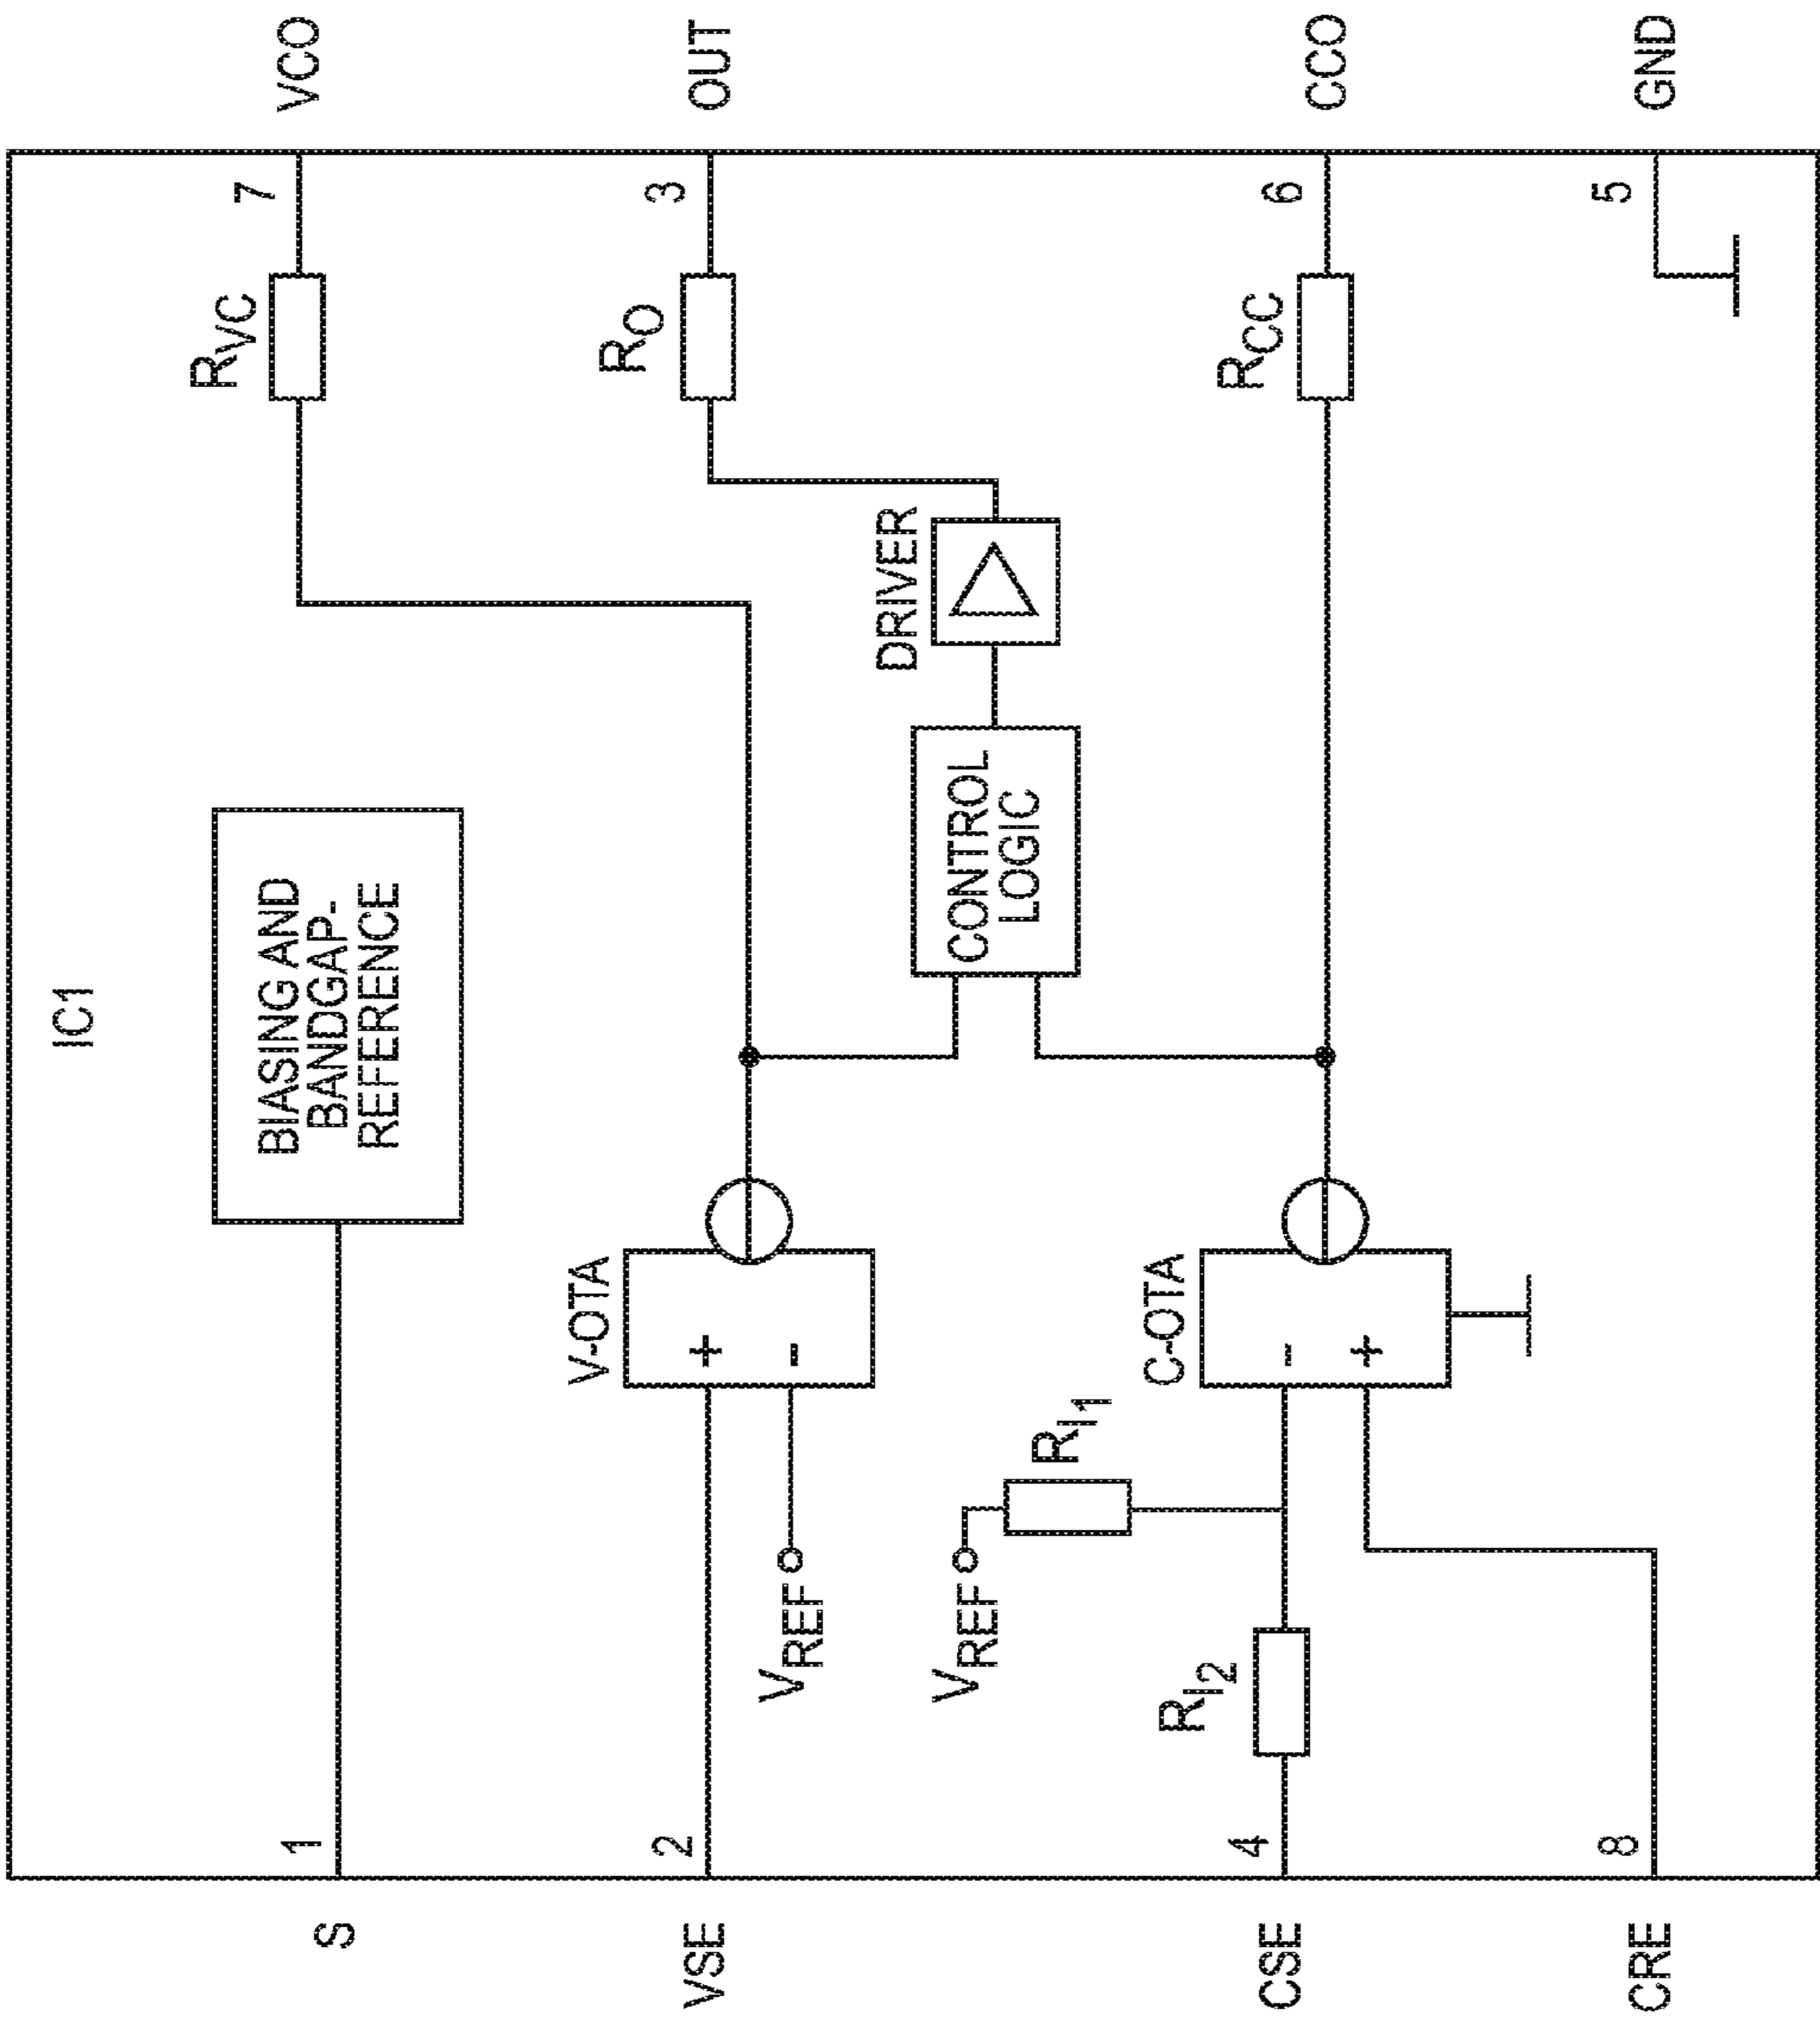 IC1
BIASING AND
BANDGAP-
REFERENCE
S
1
VSE
2
CSE
4
CRE
8
V-OTA
+
-
VREF
VREF
RI1
RI2
C-OTA
-
+
CONTROL
LOGIC
DRIVER
RVC
7
VCO
RO
3
OUT
RCC
6
CCO
5
GND